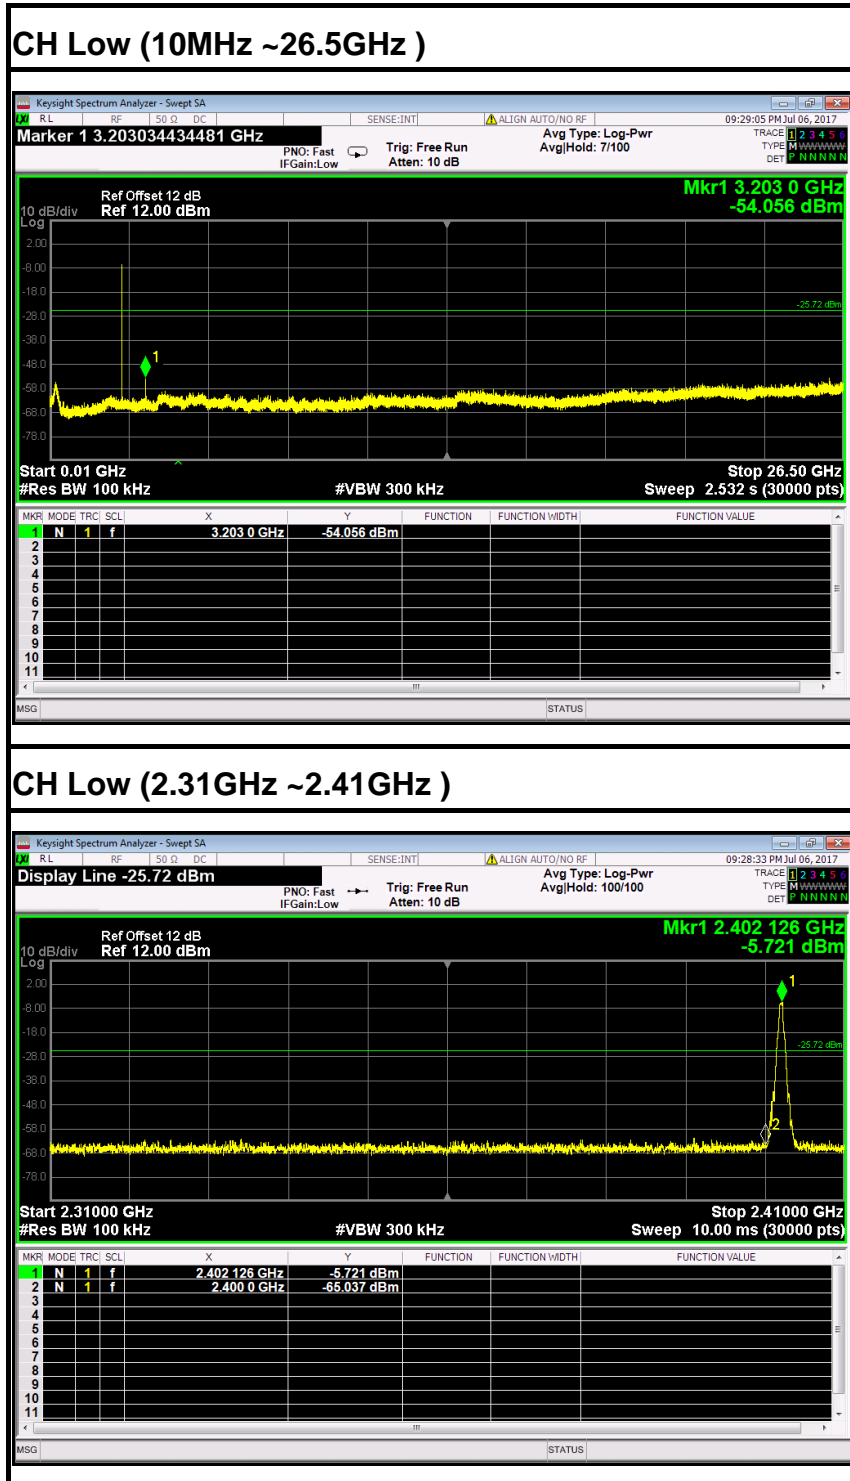 CH Low (10MHz ~26.5GHz )
Keysight Spectrum Analyzer - Swept SA
LXI RL RF 50 Ω DC SENSE:INT ALIGN AUTO/NO RF 09:29:05 PM Jul 06, 2017
Marker 1 3.203034434481 GHz
PNO: Fast
IFGain:Low
Trig: Free Run
Atten: 10 dB
Avg Type: Log-Pwr
Avg|Hold: 7/100
TRACE 1 2 3 4 5 6
TYPE M WWWWW
DET P N N N N N
Mkr1 3.203 0 GHz
-54.056 dBm
Ref Offset 12 dB
10 dB/div Ref 12.00 dBm
Log
2.00
-8.00
-18.0
-25.72 dBm
-28.0
-38.0
1
-48.0
-58.0
-68.0
-78.0
Start 0.01 GHz Stop 26.50 GHz
#Res BW 100 kHz #VBW 300 kHz Sweep 2.532 s (30000 pts)
MKR MODE TRC SCL X Y FUNCTION FUNCTION WIDTH FUNCTION VALUE
1 N 1 f 3.203 0 GHz -54.056 dBm
2
3
4
5
6
7
8
9
10
11
MSG STATUS
CH Low (2.31GHz ~2.41GHz )
Keysight Spectrum Analyzer - Swept SA
LXI RL RF 50 Ω DC SENSE:INT ALIGN AUTO/NO RF 09:28:33 PM Jul 06, 2017
Display Line -25.72 dBm
PNO: Fast
IFGain:Low
Trig: Free Run
Atten: 10 dB
Avg Type: Log-Pwr
Avg|Hold: 100/100
TRACE 1 2 3 4 5 6
TYPE M WWWWW
DET P N N N N N
Mkr1 2.402 126 GHz
-5.721 dBm
Ref Offset 12 dB
10 dB/div Ref 12.00 dBm
Log
2.00
1
-8.00
-18.0
-25.72 dBm
-28.0
-38.0
-48.0
-58.0
2
-68.0
-78.0
Start 2.31000 GHz Stop 2.41000 GHz
#Res BW 100 kHz #VBW 300 kHz Sweep 10.00 ms (30000 pts)
MKR MODE TRC SCL X Y FUNCTION FUNCTION WIDTH FUNCTION VALUE
1 N 1 f 2.402 126 GHz -5.721 dBm
2 N 1 f 2.400 0 GHz -65.037 dBm
3
4
5
6
7
8
9
10
11
MSG STATUS